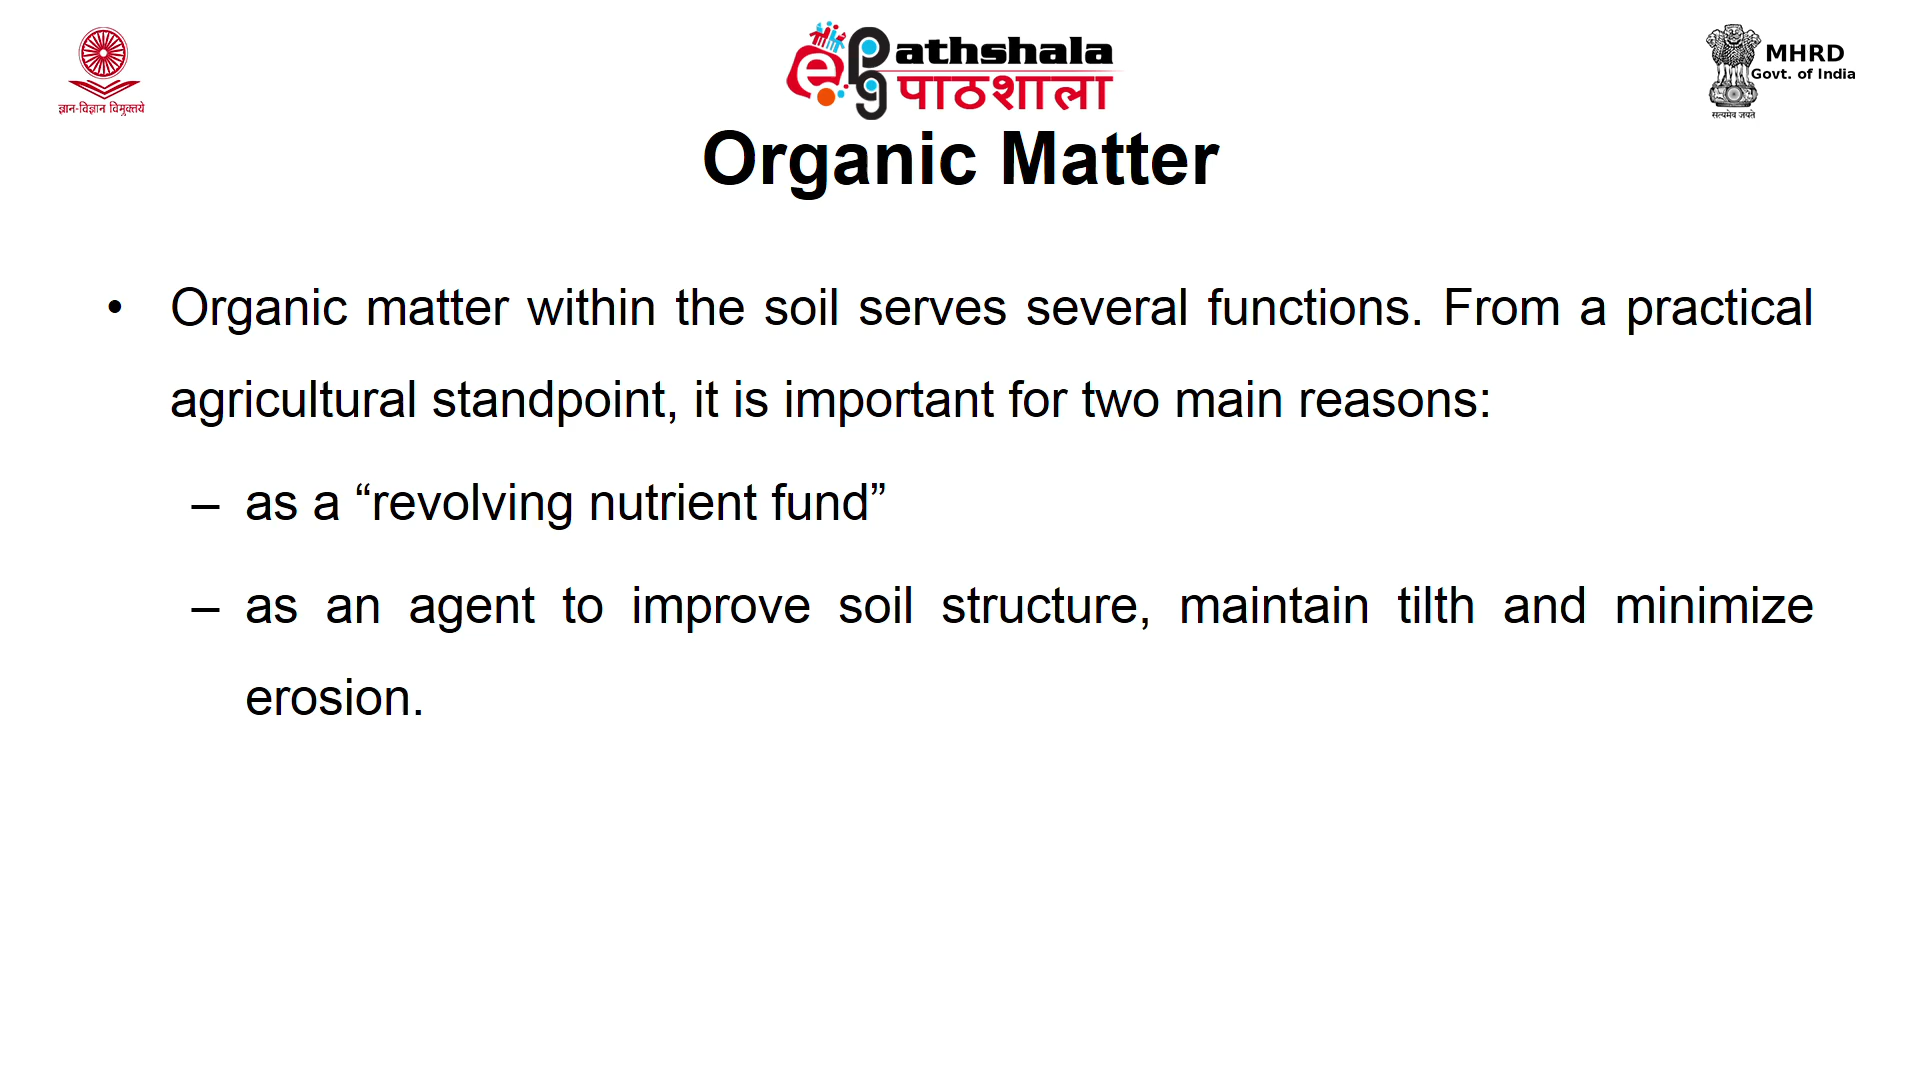 ज्ञान-विज्ञान विमुक्तये
ePGathshala
पाठशाला
MHRD
Govt. of India
सत्यमेव जयते
Organic Matter
• Organic matter within the soil serves several functions. From a practical
agricultural standpoint, it is important for two main reasons:
– as a “revolving nutrient fund”
– as an agent to improve soil structure, maintain tilth and minimize
erosion.